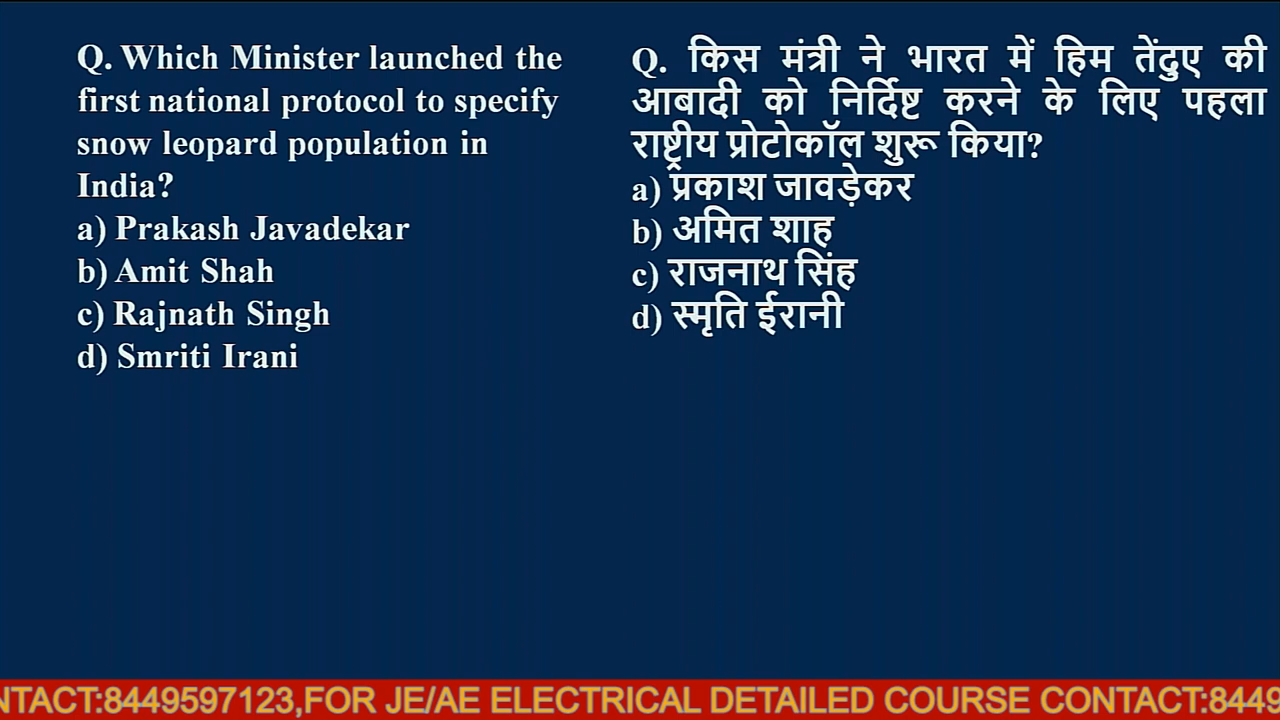 Q. Which Minister launched the
first national protocol to specify
snow leopard population in
India?
a) Prakash Javadekar
b) Amit Shah
c) Rajnath Singh
d) Smriti Irani
Q. किस मंत्री ने भारत में हिम तेंदुए की
आबादी को निर्दिष्ट करने के लिए पहला
राष्ट्रीय प्रोटोकॉल शुरू किया?
a) प्रकाश जावड़ेकर
b) अमित शाह
c) राजनाथ सिंह
d) स्मृति ईरानी
NTACT:8449597123,FOR JE/AE ELECTRICAL DETAILED COURSE CONTACT:8449